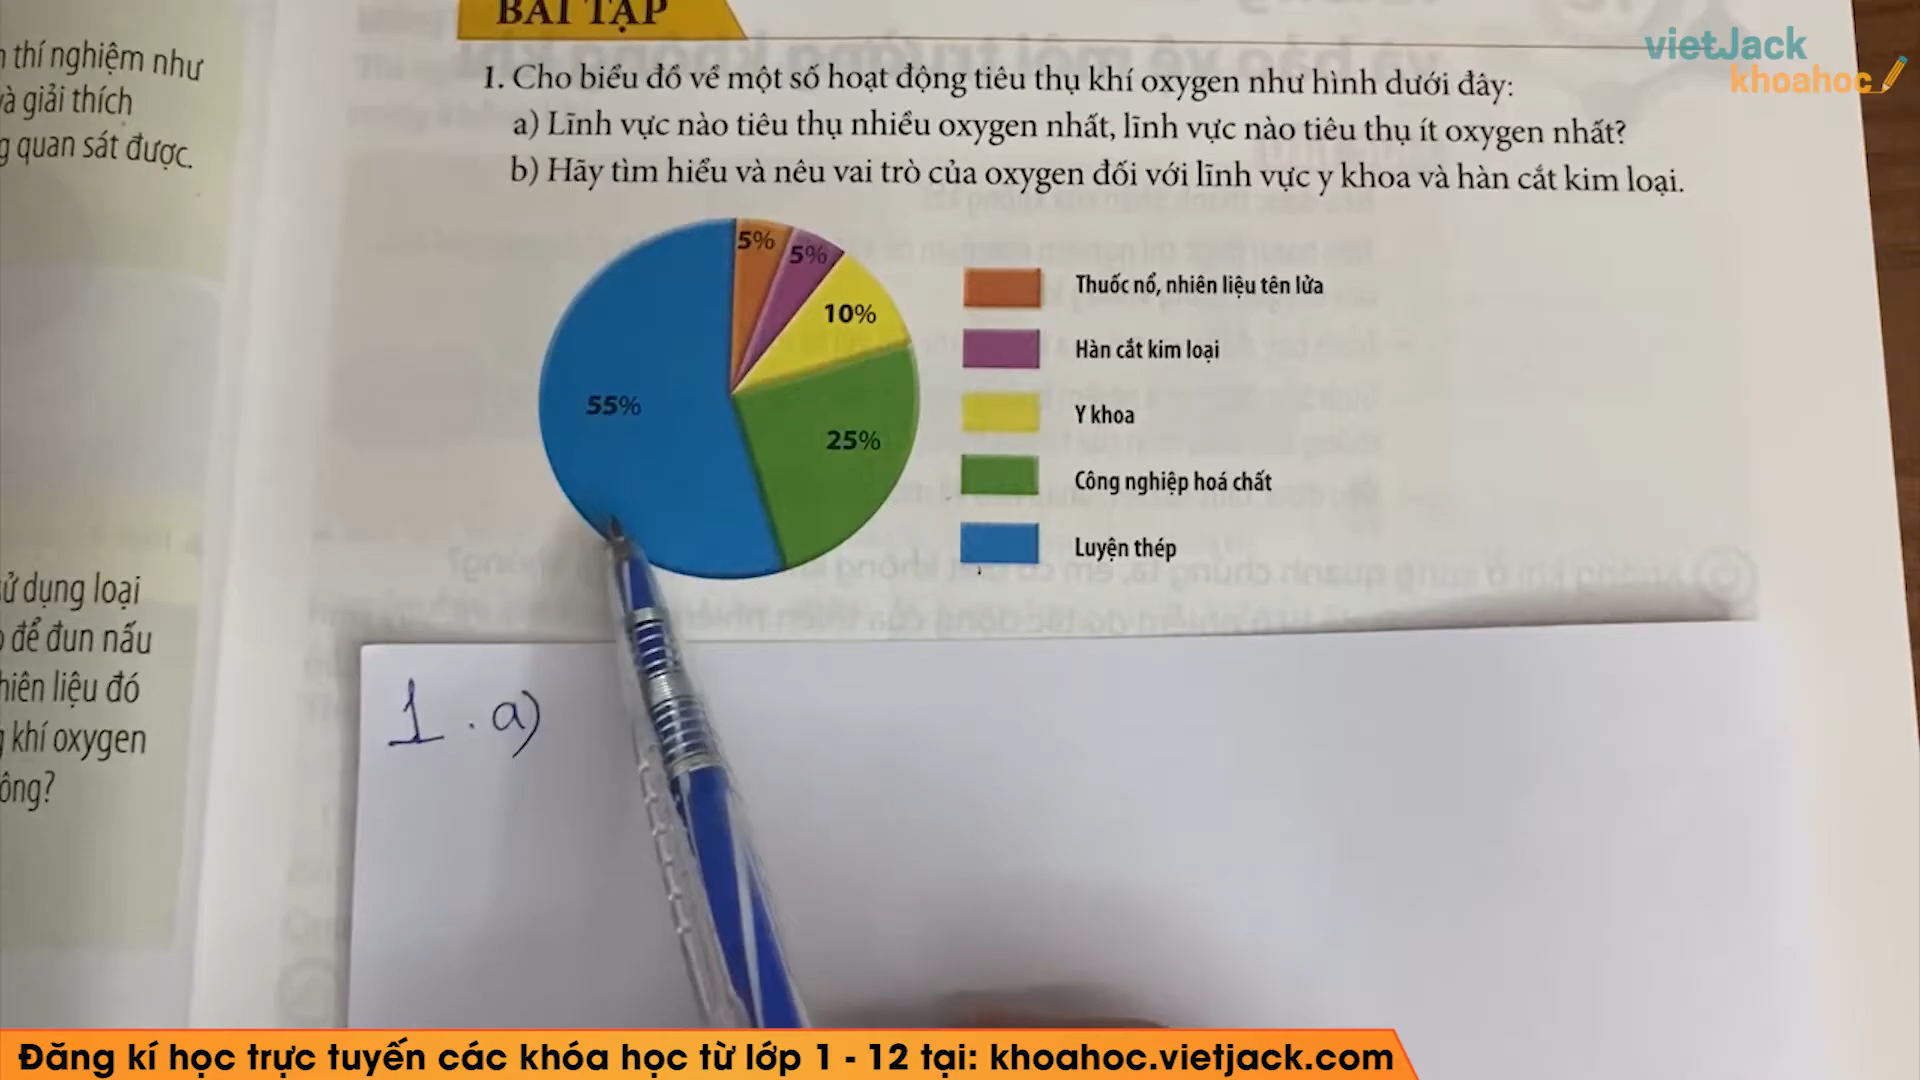 BÀI TẬP
vietJack
khoahoc
thí nghiệm như
và giải thích
quan sát được.
1. Cho biểu đồ về một số hoạt động tiêu thụ khí oxygen như hình dưới đây:
a) Lĩnh vực nào tiêu thụ nhiều oxygen nhất, lĩnh vực nào tiêu thụ ít oxygen nhất?
b) Hãy tìm hiểu và nêu vai trò của oxygen đối với lĩnh vực y khoa và hàn cắt kim loại.
5%
5%
10%
55%
25%
Thuốc nổ, nhiên liệu tên lửa
Hàn cắt kim loại
Y khoa
Công nghiệp hoá chất
Luyện thép
dụng loại
để đun nấu
liệu đó
khí oxygen
1. a)
Đăng kí học trực tuyến các khóa học từ lớp 1 - 12 tại: khoahoc.vietjack.com